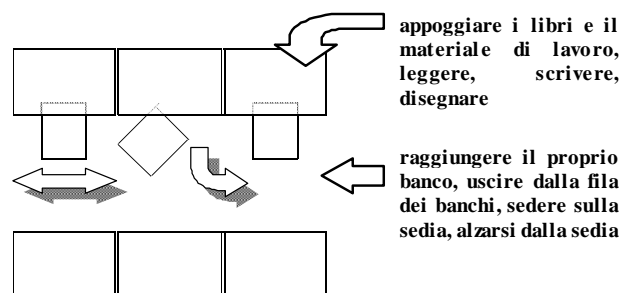 appoggiare i libri e il
materiale di lavoro,
leggere, scrivere,
disegnare
raggiungere il proprio
banco, uscire dalla fila
dei banchi, sedere sulla
sedia, alzarsi dalla sedia